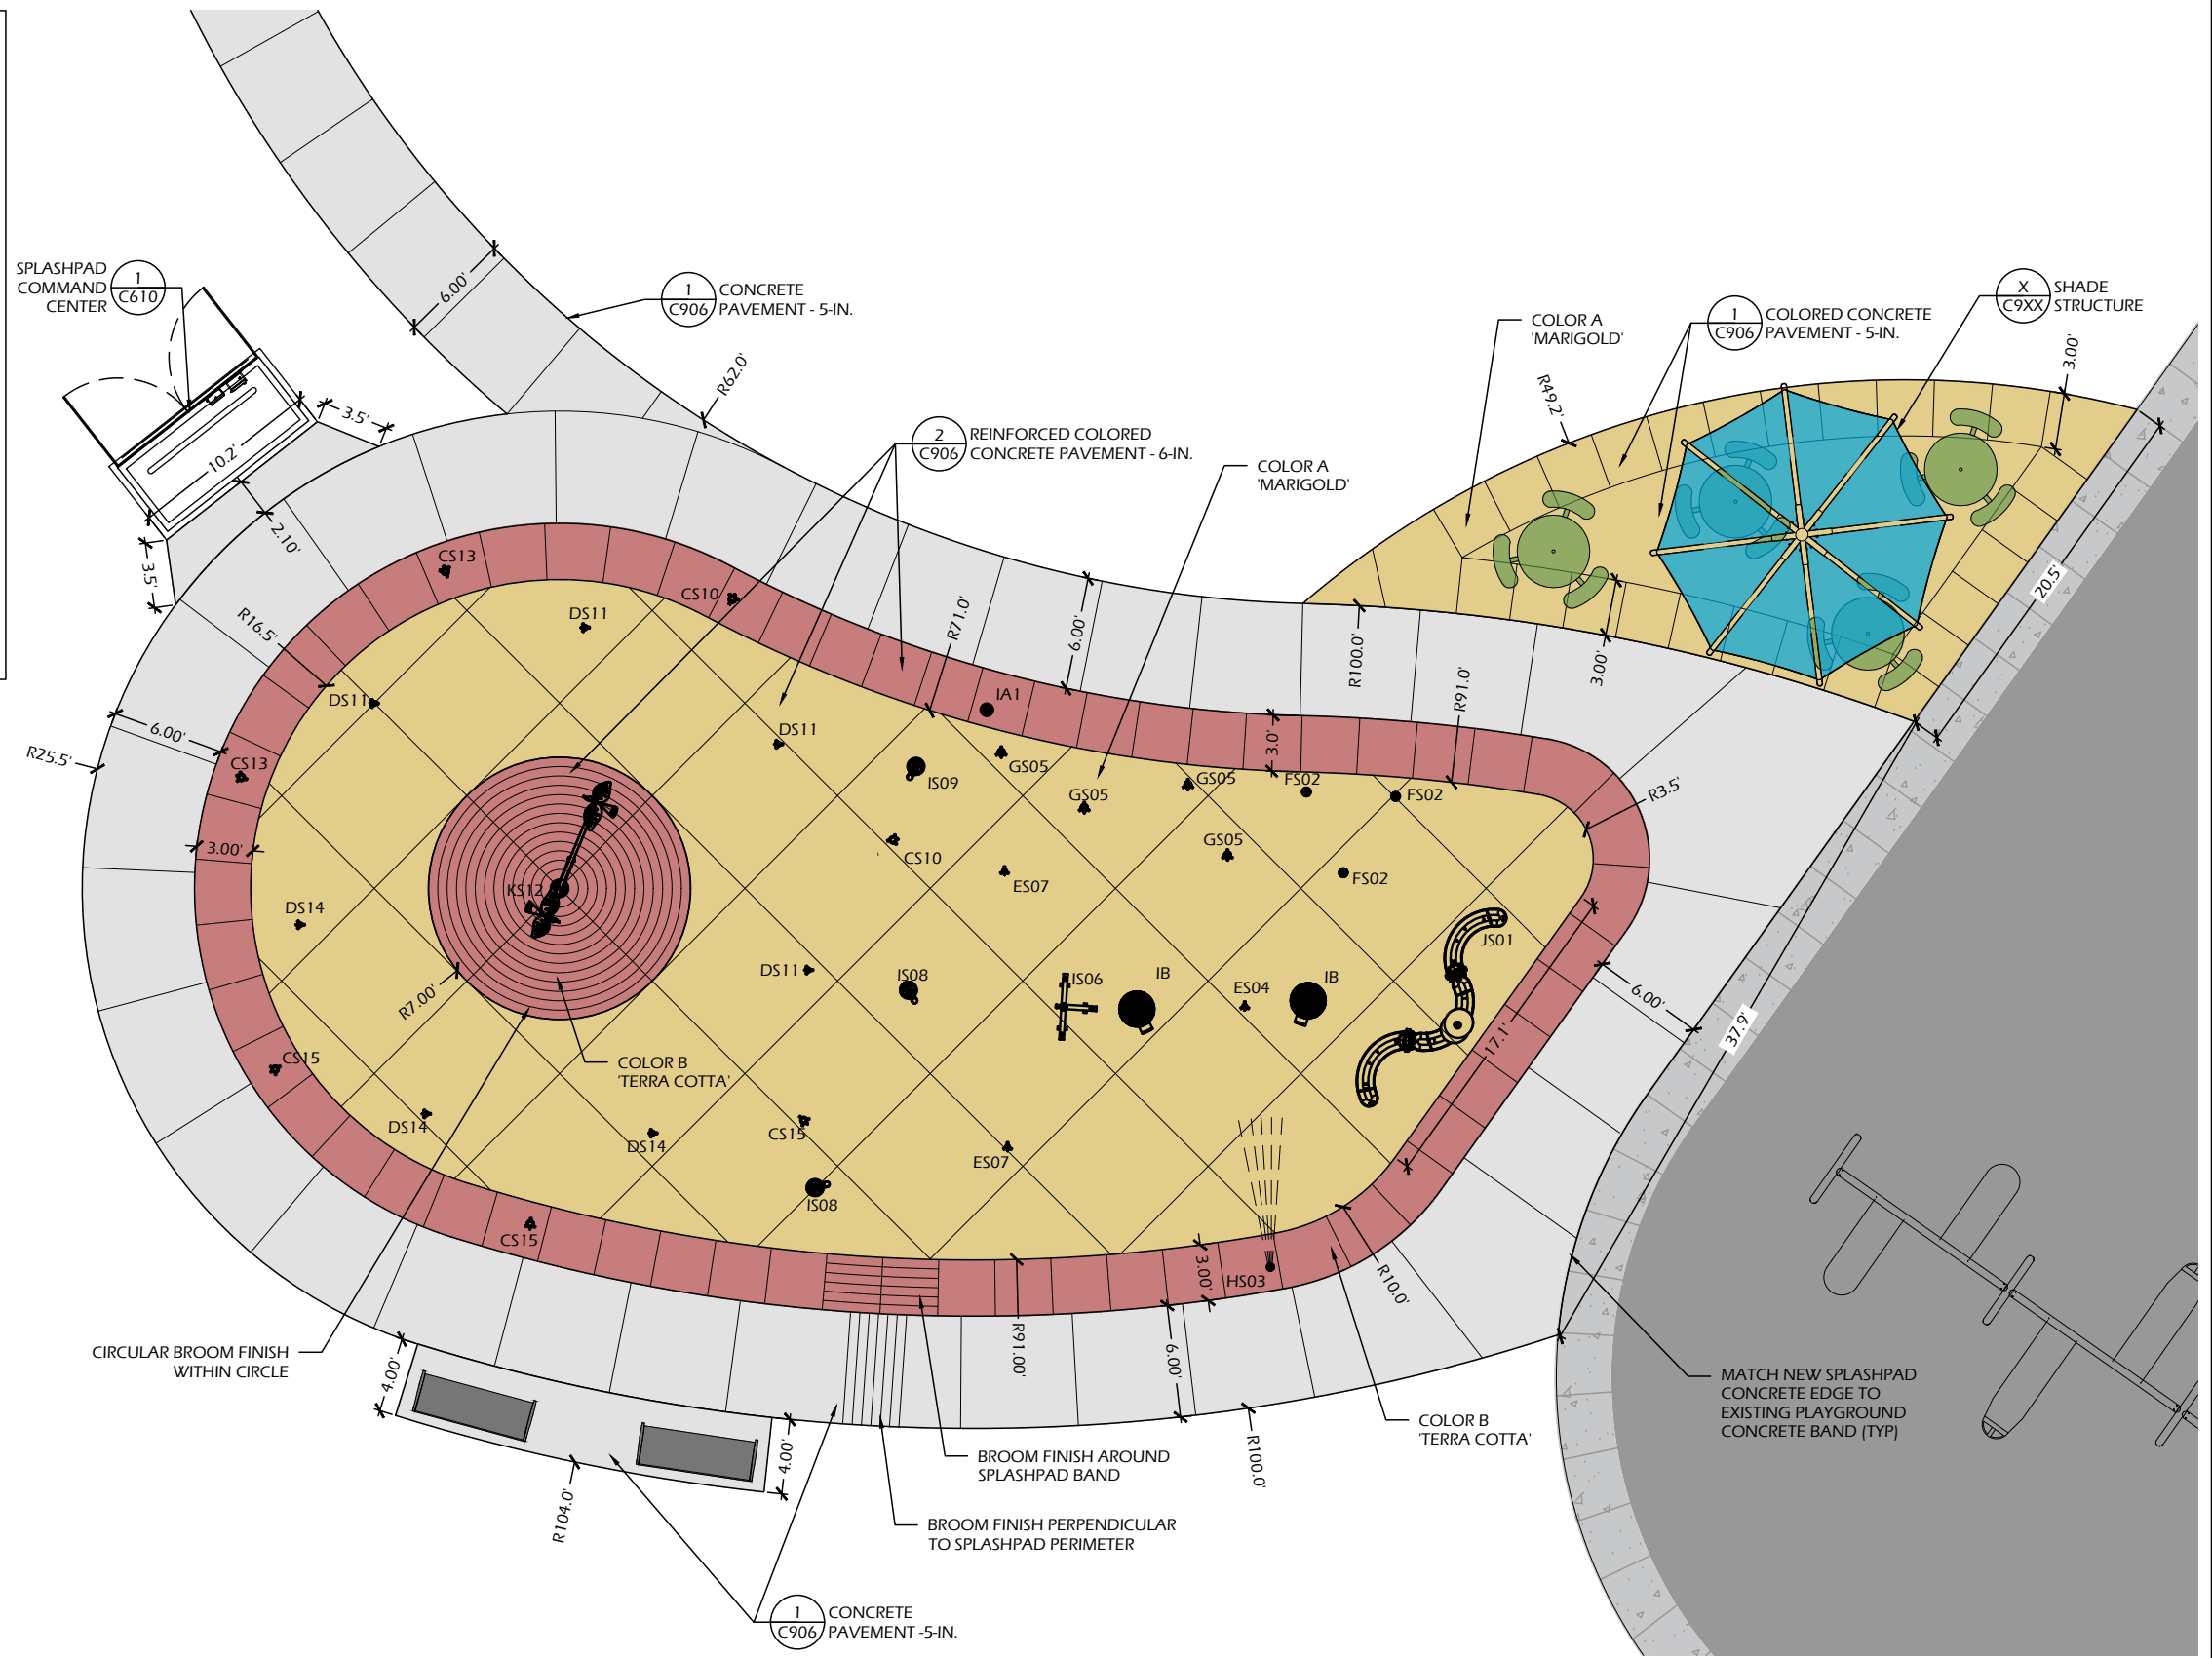 SPLASHPAD
COMMAND
CENTER
1
C610
6.00'
1
C906
CONCRETE
PAVEMENT - 5-IN.
R62.0'
3.5'
10.2'
2.10'
3.5'
2
C906
REINFORCED COLORED
CONCRETE PAVEMENT - 6-IN.
COLOR A
'MARIGOLD'
COLOR A
'MARIGOLD'
1
C906
COLORED CONCRETE
PAVEMENT - 5-IN.
X
C9XX
SHADE
STRUCTURE
3.00'
R49.2'
20.5'
3.00'
R100.0'
R91.0'
6.00'
R71.0'
3.0'
R3.5'
CS13
CS10
DS11
DS11
R16.5'
6.00'
R25.5'
CS13
3.00'
DS11
IA1
IS09
GS05
GS05
GS05
FS02
FS02
GS05
FS02
CS10
ES07
KS12
DS14
R7.00'
DS11
IS08
IS06
IB
ES04
IB
JS01
6.00'
37.9'
17.1'
CS15
COLOR B
'TERRA COTTA'
DS14
DS14
CS15
ES07
IS08
CS15
3.00'
HS03
R10.0'
R91.00'
6.00'
CIRCULAR BROOM FINISH
WITHIN CIRCLE
4.00'
4.00'
R104.0'
R100.0'
BROOM FINISH AROUND
SPLASHPAD BAND
BROOM FINISH PERPENDICULAR
TO SPLASHPAD PERIMETER
COLOR B
'TERRA COTTA'
MATCH NEW SPLASHPAD
CONCRETE EDGE TO
EXISTING PLAYGROUND
CONCRETE BAND (TYP)
1
C906
CONCRETE
PAVEMENT -5-IN.